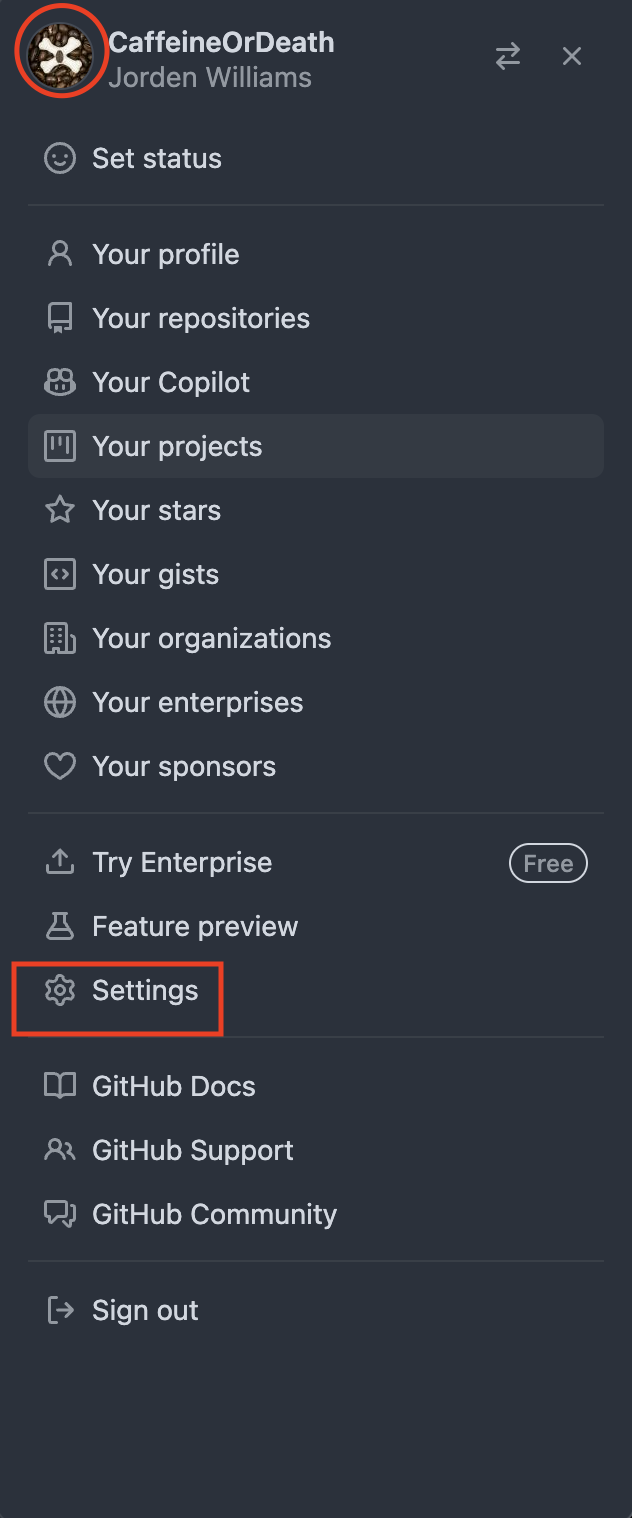 CaffeineOrDeath
Jorden Williams
Set status
Your profile
Your repositories
Your Copilot
Your projects
Your stars
Your gists
Your organizations
Your enterprises
Your sponsors
Try Enterprise Free
Feature preview
Settings
GitHub Docs
GitHub Support
GitHub Community
Sign out